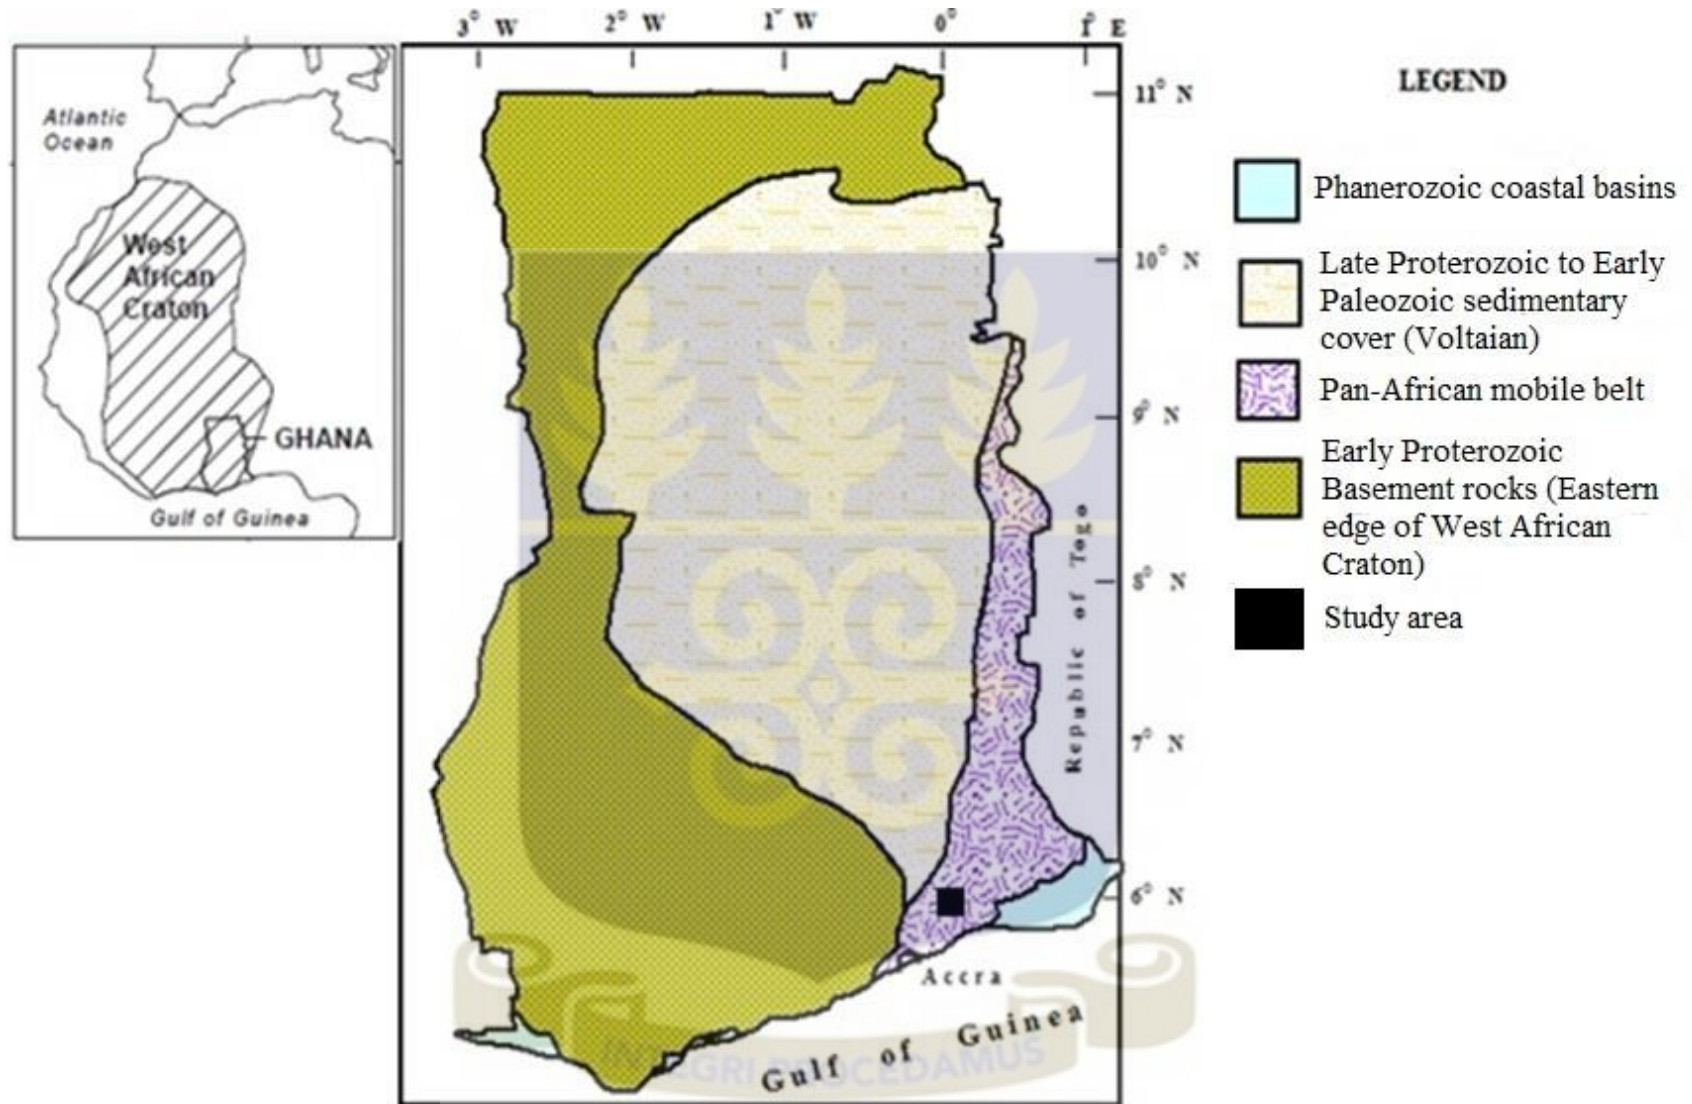 3° W 2° W 1° W 0° 1° E
Atlantic
Ocean
West
African
Craton
GHANA
Gulf of Guinea
11° N
10° N
9° N
8° N
7° N
6° N
Republic of Togo
Accra
Gulf of Guinea
INTEGRI PROCEDAMUS
LEGEND
Phanerozoic coastal basins
Late Proterozoic to Early
Paleozoic sedimentary
cover (Voltaian)
Pan-African mobile belt
Early Proterozoic
Basement rocks (Eastern
edge of West African
Craton)
Study area